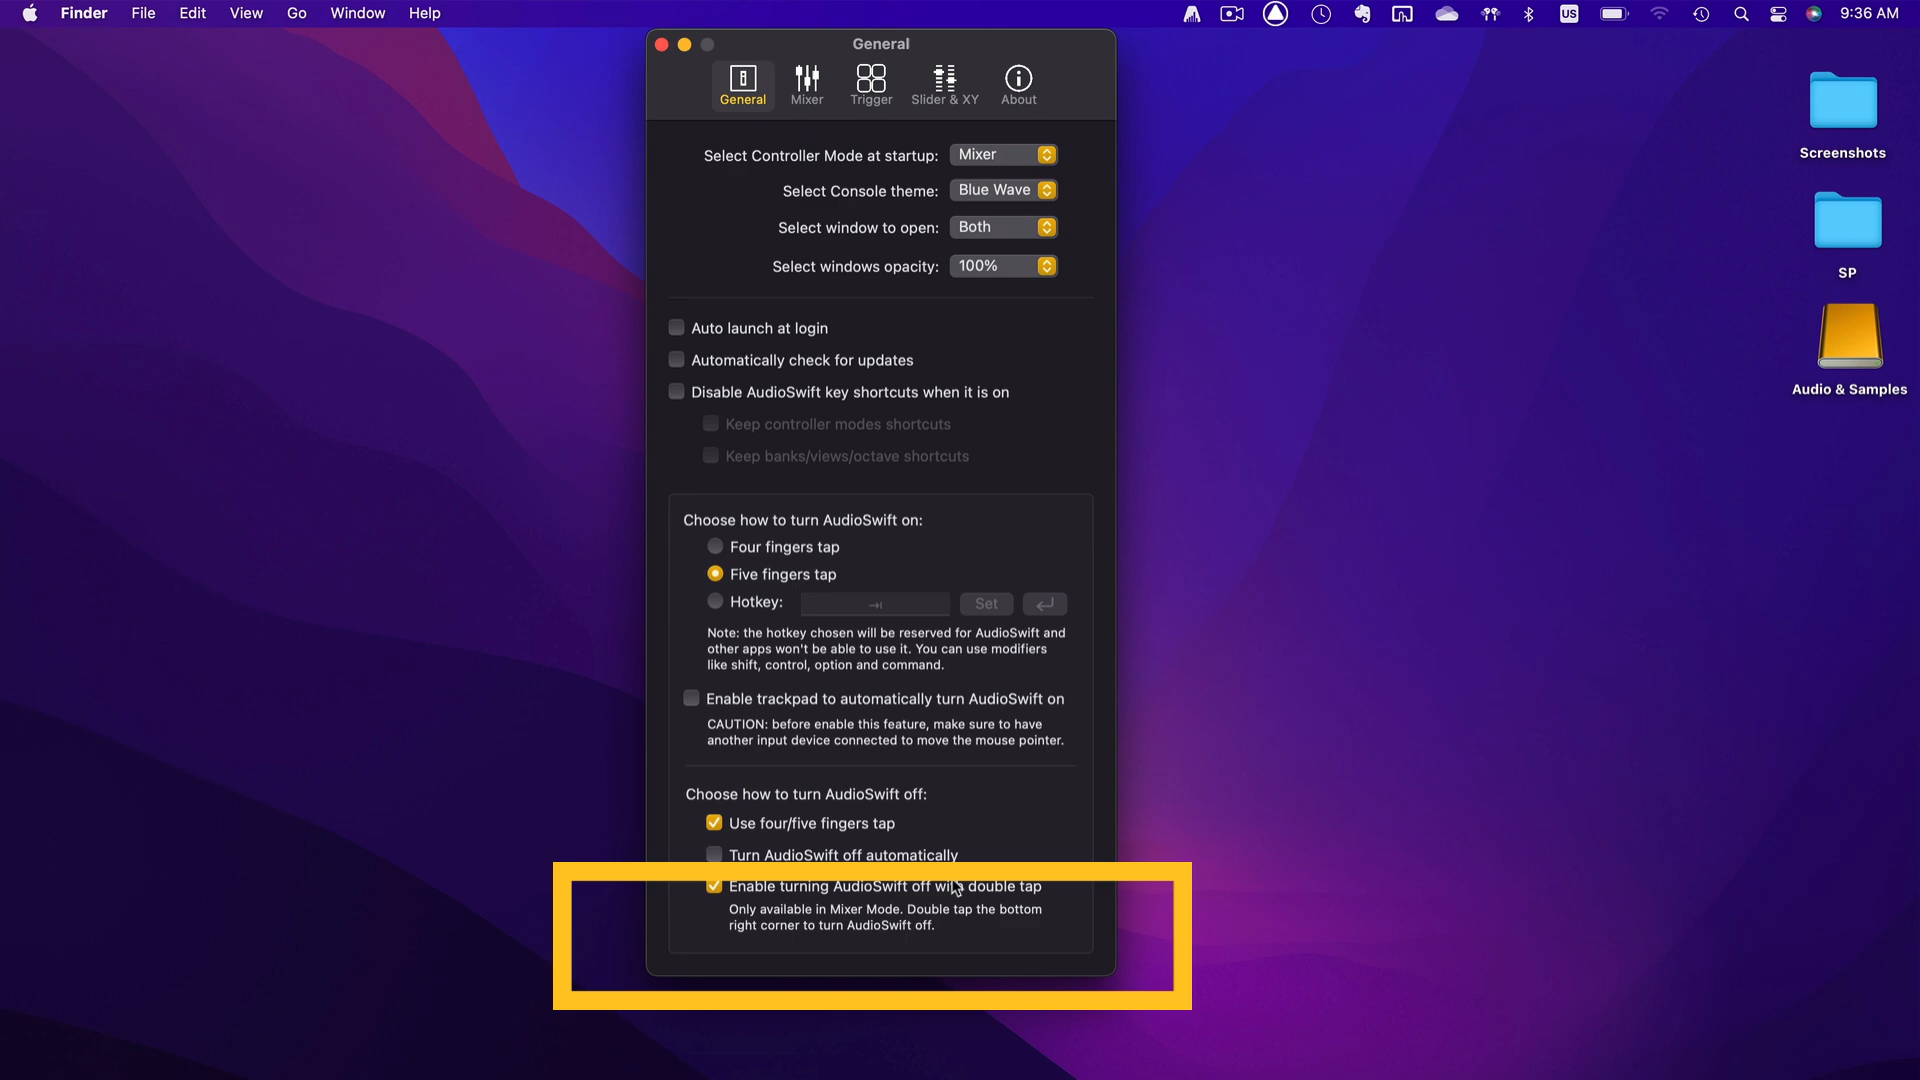 Finder File Edit View Go Window Help
US
9:36 AM
General
General Mixer Trigger Slider & XY About
Select Controller Mode at startup: Mixer
Select Console theme: Blue Wave
Select window to open: Both
Select windows opacity: 100%
Auto launch at login
Automatically check for updates
Disable AudioSwift key shortcuts when it is on
Keep controller modes shortcuts
Keep banks/views/octave shortcuts
Choose how to turn AudioSwift on:
Four fingers tap
Five fingers tap
Hotkey: Set
Note: the hotkey chosen will be reserved for AudioSwift and
other apps won't be able to use it. You can use modifiers
like shift, control, option and command.
Enable trackpad to automatically turn AudioSwift on
CAUTION: before enable this feature, make sure to have
another input device connected to move the mouse pointer.
Choose how to turn AudioSwift off:
Use four/five fingers tap
Turn AudioSwift off automatically
Enable turning AudioSwift off with double tap
Only available in Mixer Mode. Double tap the bottom
right corner to turn AudioSwift off.
Screenshots
SP
Audio & Samples